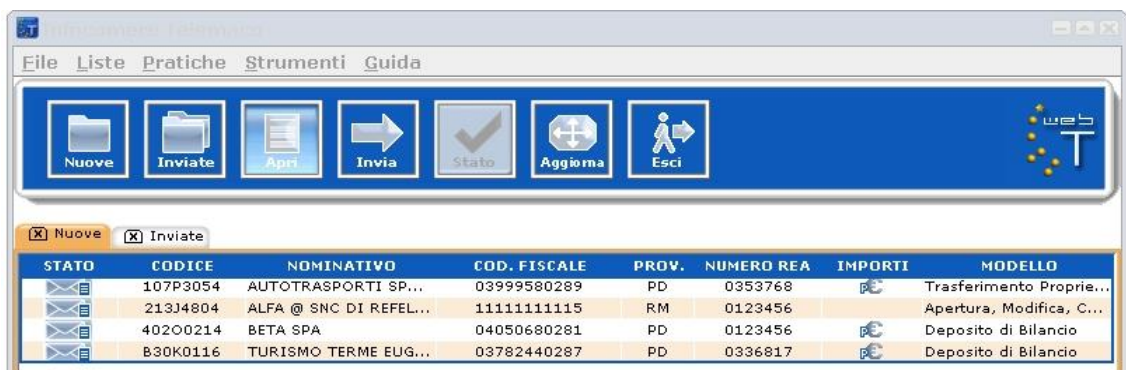 Infocamere Telemaco
File Liste Pratiche Strumenti Guida
Nuove Inviate Apri Invia Stato Aggiorna Esci
web T
Nuove Inviate
STATO CODICE NOMINATIVO COD. FISCALE PROV. NUMERO REA IMPORTI MODELLO
107P3054 AUTOTRASPORTI SP... 03999580289 PD 0353768 Trasferimento Proprie...
213J4804 ALFA @ SNC DI REFEL... 11111111115 RM 0123456 Apertura, Modifica, C...
402O0214 BETA SPA 04050680281 PD 0123456 Deposito di Bilancio
B30K0116 TURISMO TERME EUG... 03782440287 PD 0336817 Deposito di Bilancio